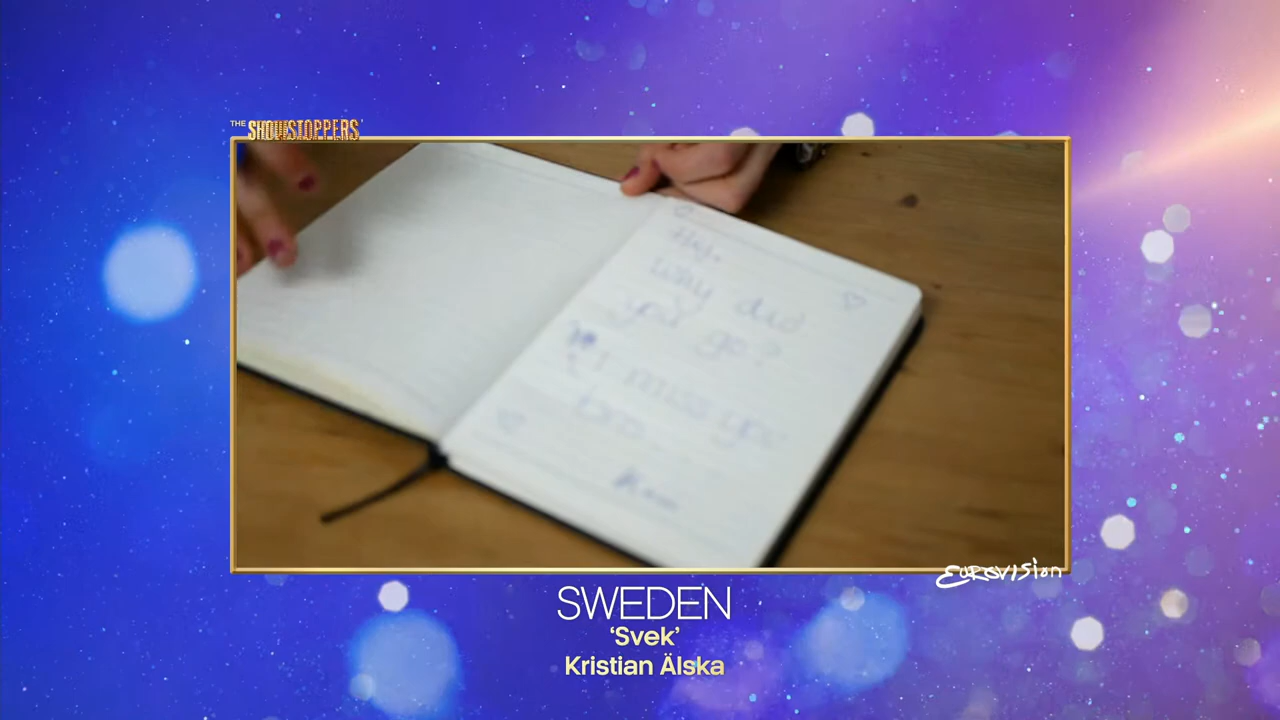 THE SHOWSTOPPERS'
Hey,
why did
you go?
I miss you
EUROVISION
SWEDEN
'Svek'
Kristian Älska